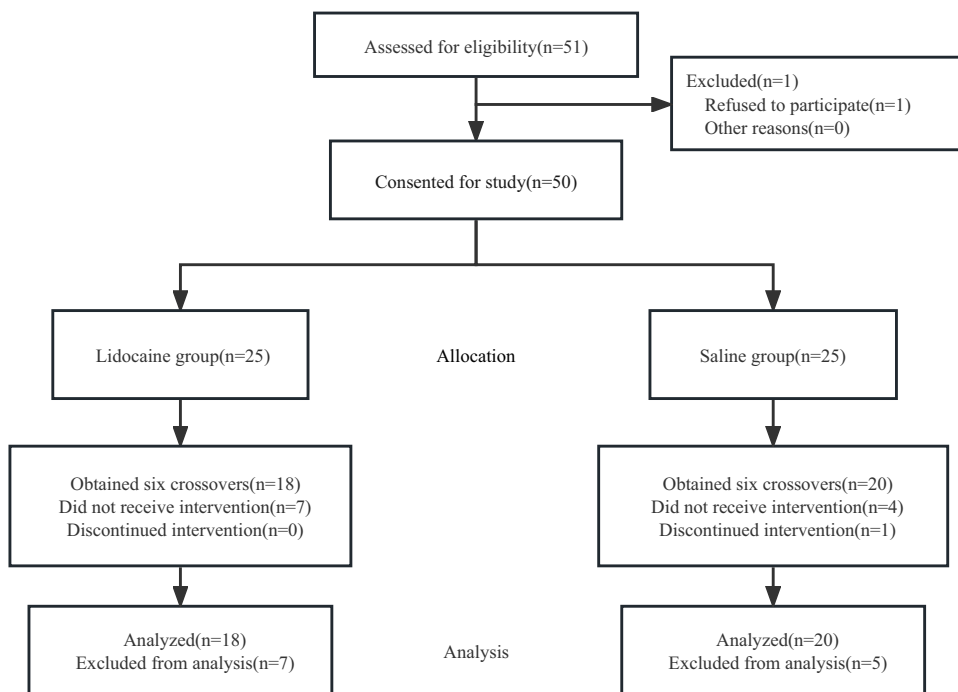 Assessed for eligibility(n=51)
Excluded(n=1)
Refused to participate(n=1)
Other reasons(n=0)
Consented for study(n=50)
Lidocaine group(n=25)
Allocation
Saline group(n=25)
Obtained six crossovers(n=18)
Did not receive intervention(n=7)
Discontinued intervention(n=0)
Obtained six crossovers(n=20)
Did not receive intervention(n=4)
Discontinued intervention(n=1)
Analyzed(n=18)
Excluded from analysis(n=7)
Analysis
Analyzed(n=20)
Excluded from analysis(n=5)